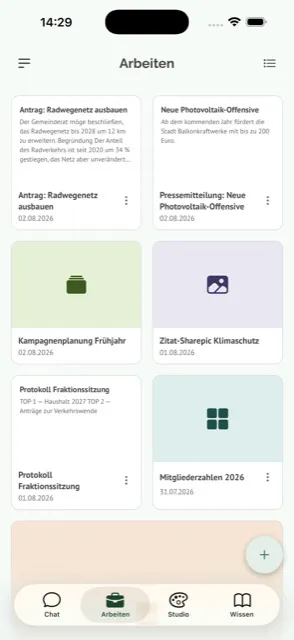 14:29
Arbeiten
Antrag: Radwegenetz ausbauen
Der Gemeinderat möge beschließen,
das Radwegenetz bis 2028 um 12 km
zu erweitern. Begründung Der Anteil
des Radverkehrs ist seit 2020 um 34 %
gestiegen, das Netz aber unverändert...
Antrag: Radwegenetz
ausbauen
02.08.2026
Neue Photovoltaik-Offensive
Ab dem kommenden Jahr fördert die
Stadt Balkonkraftwerke mit bis zu 200
Euro.
Pressemitteilung: Neue
Photovoltaik-Offensive
02.08.2026
Kampagnenplanung Frühjahr
02.08.2026
Zitat-Sharepic Klimaschutz
01.08.2026
Protokoll Fraktionssitzung
TOP 1 — Haushalt 2027 TOP 2 —
Anträge zur Verkehrswende
Protokoll
Fraktionssitzung
01.08.2026
Mitgliederzahlen 2026
31.07.2026
Chat
Arbeiten
Studio
Wissen